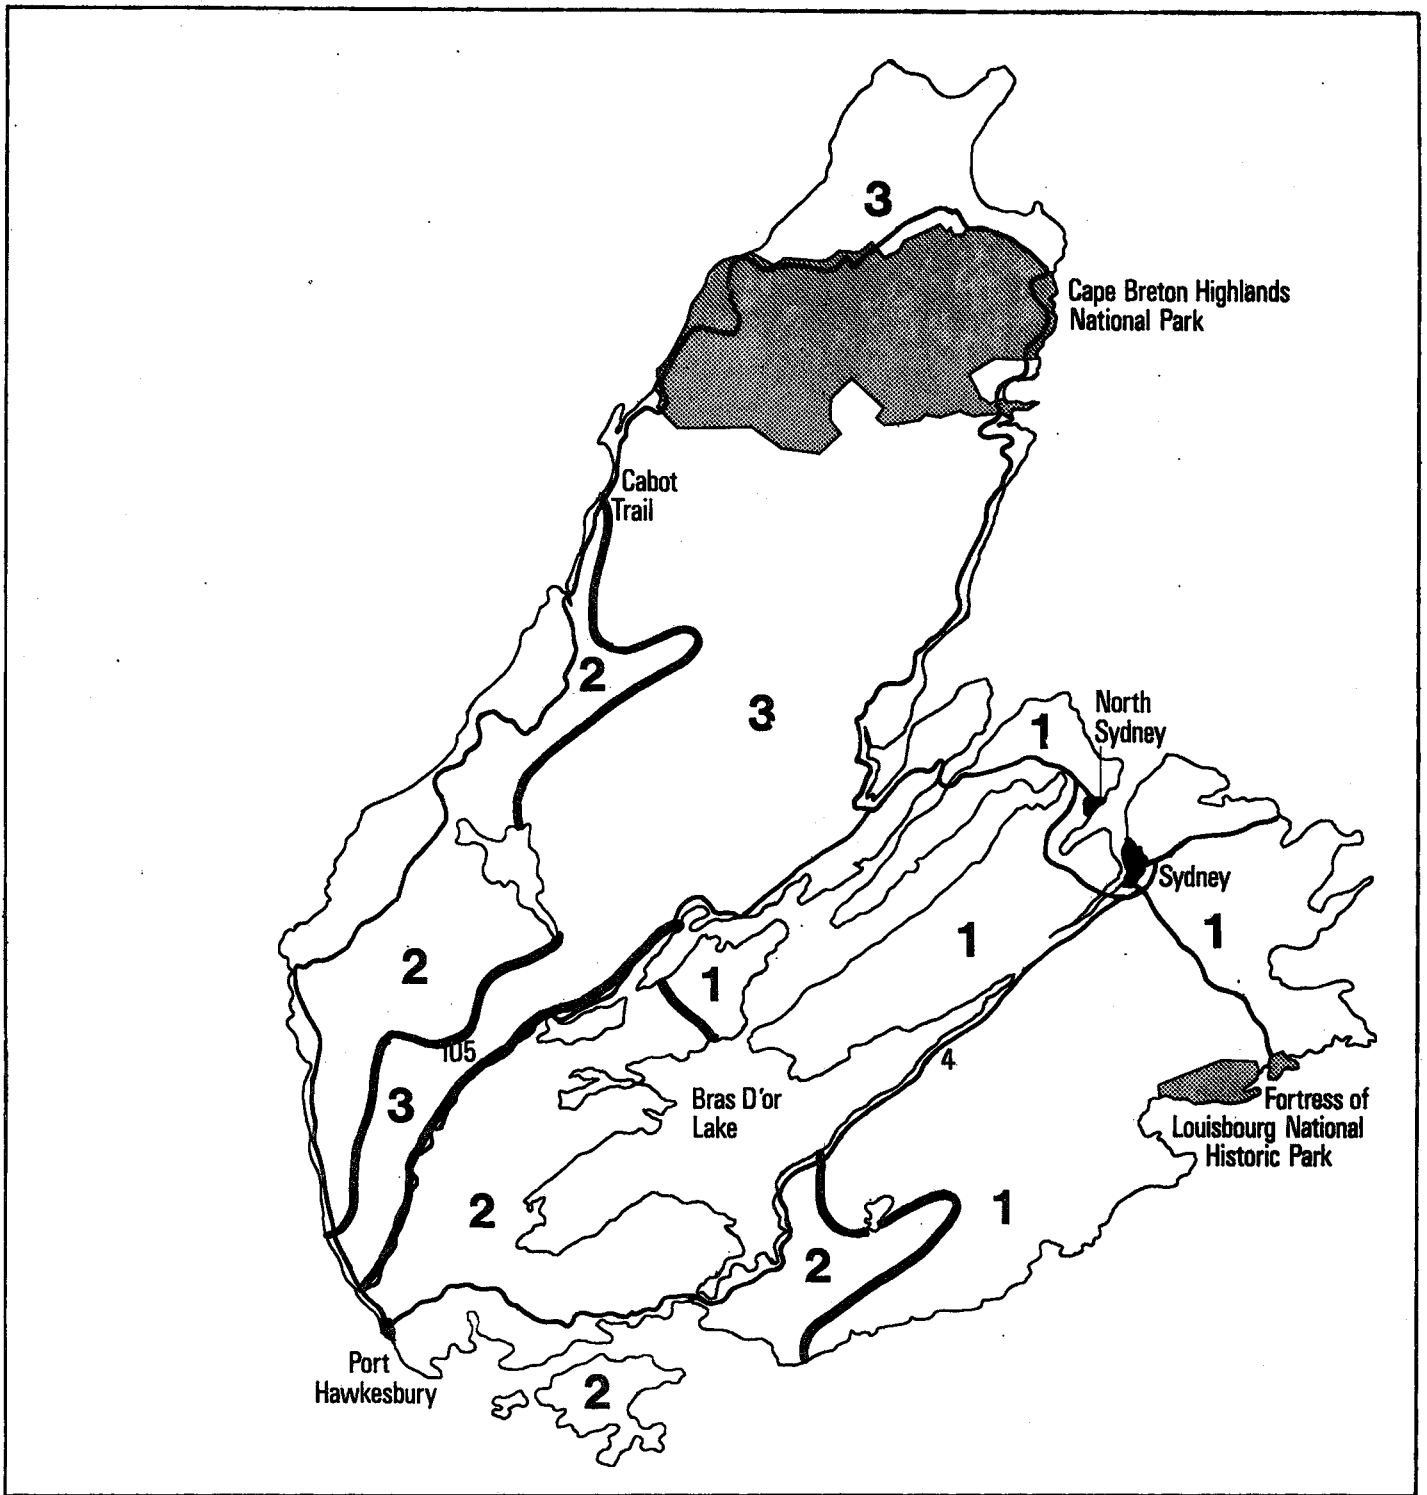 3
Cape Breton Highlands
National Park
Cabot
Trail
2
3
1
North
Sydney
Sydney
1
1
2
1
105
4
3
Bras D'or
Lake
Fortress of
Louisbourg National
Historic Park
2
1
2
Port
Hawkesbury
2